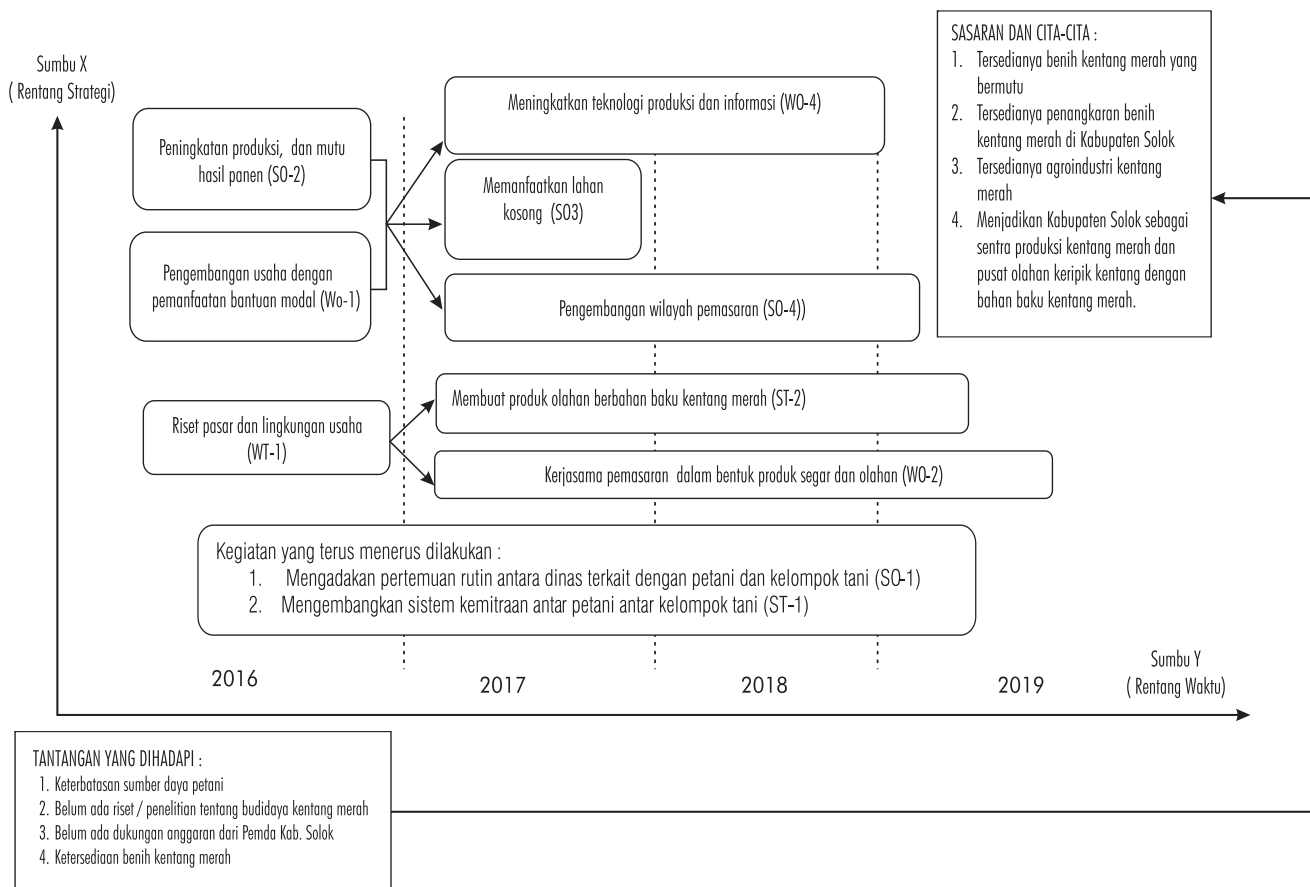 Sumbu X
( Rentang Strategi)
Peningkatan produksi, dan mutu
hasil panen (SO-2)
Pengembangan usaha dengan
pemanfaatan bantuan modal (Wo-1)
Riset pasar dan lingkungan usaha
(WT-1)
Meningkatkan teknologi produksi dan informasi (WO-4)
Memanfaatkan lahan
kosong (SO3)
Pengembangan wilayah pemasaran (SO-4))
Membuat produk olahan berbahan baku kentang merah (ST-2)
Kerjasama pemasaran dalam bentuk produk segar dan olahan (WO-2)
Kegiatan yang terus menerus dilakukan :
1. Mengadakan pertemuan rutin antara dinas terkait dengan petani dan kelompok tani (SO-1)
2. Mengembangkan sistem kemitraan antar petani antar kelompok tani (ST-1)
SASARAN DAN CITA-CITA :
1. Tersedianya benih kentang merah yang
bermutu
2. Tersedianya penangkaran benih
kentang merah di Kabupaten Solok
3. Tersedianya agroindustri kentang
merah
4. Menjadikan Kabupaten Solok sebagai
sentra produksi kentang merah dan
pusat olahan keripik kentang dengan
bahan baku kentang merah.
2016
2017
2018
2019
Sumbu Y
( Rentang Waktu)
TANTANGAN YANG DIHADAPI :
1. Keterbatasan sumber daya petani
2. Belum ada riset / penelitian tentang budidaya kentang merah
3. Belum ada dukungan anggaran dari Pemda Kab. Solok
4. Ketersediaan benih kentang merah